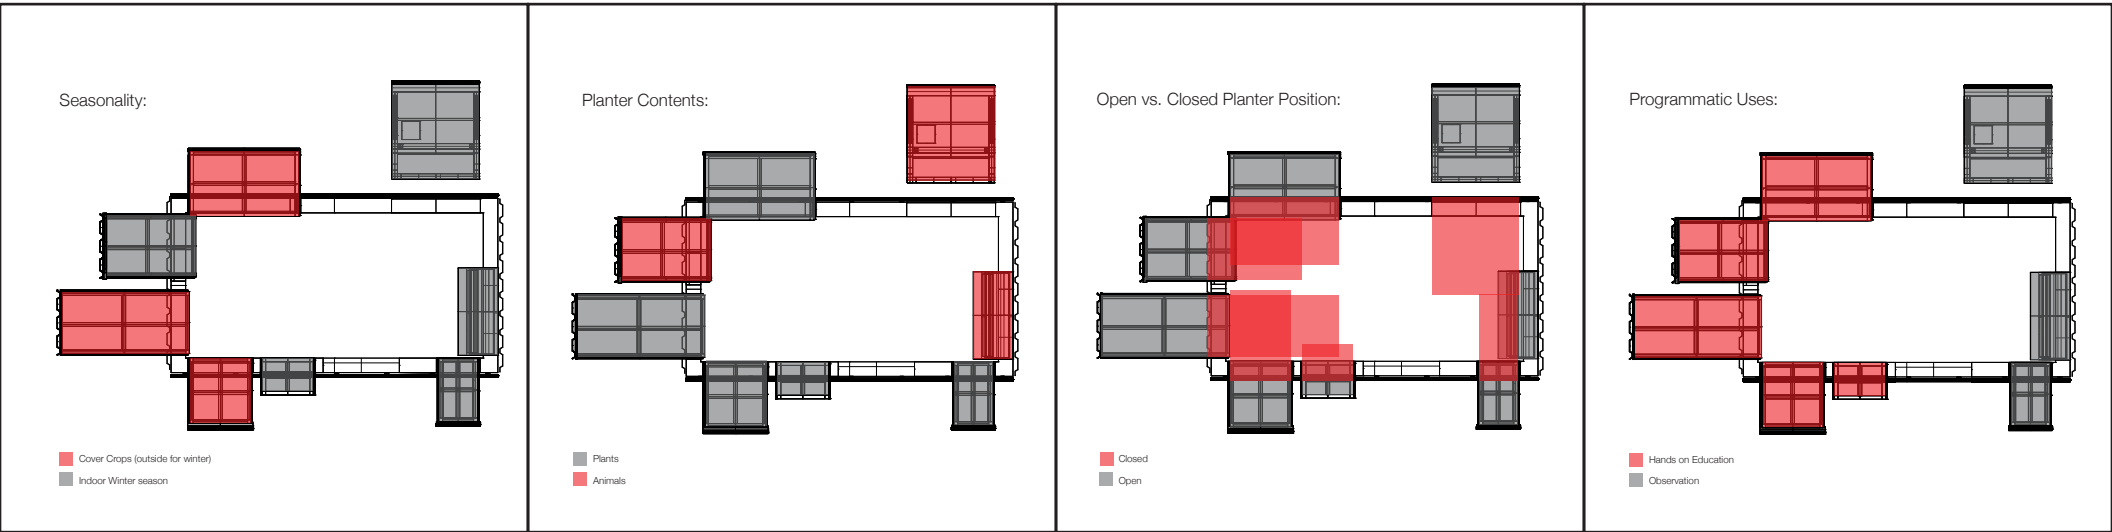 Seasonality:
Cover Crops (outside for winter)
Indoor Winter season
Planter Contents:
Plants
Animals
Open vs. Closed Planter Position:
Closed
Open
Programmatic Uses:
Hands on Education
Observation